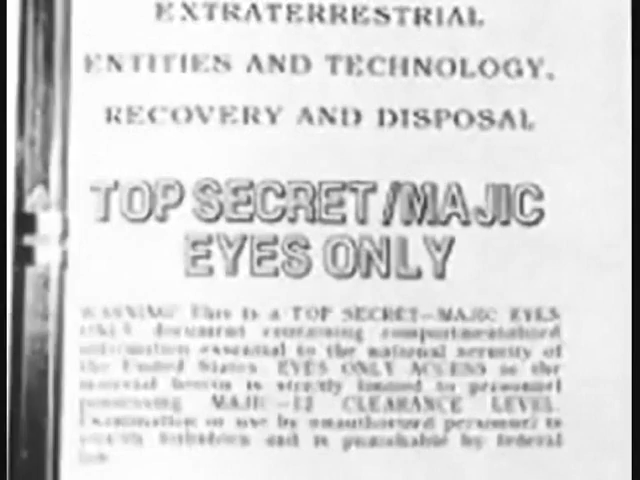 EXTRATERRESTRIAL
ENTITIES AND TECHNOLOGY,
RECOVERY AND DISPOSAL
TOP SECRET/MAJIC
EYES ONLY
WARNING! This is a TOP SECRET—MAJIC EYES
ONLY document containing compartmentalized
information essential to the national security of
the United States. EYES ONLY ACCESS to the
material herein is strictly limited to personnel
possessing MAJIC-12 CLEARANCE LEVEL.
Examination or use by unauthorized personnel is
strictly forbidden and is punishable by federal
law.